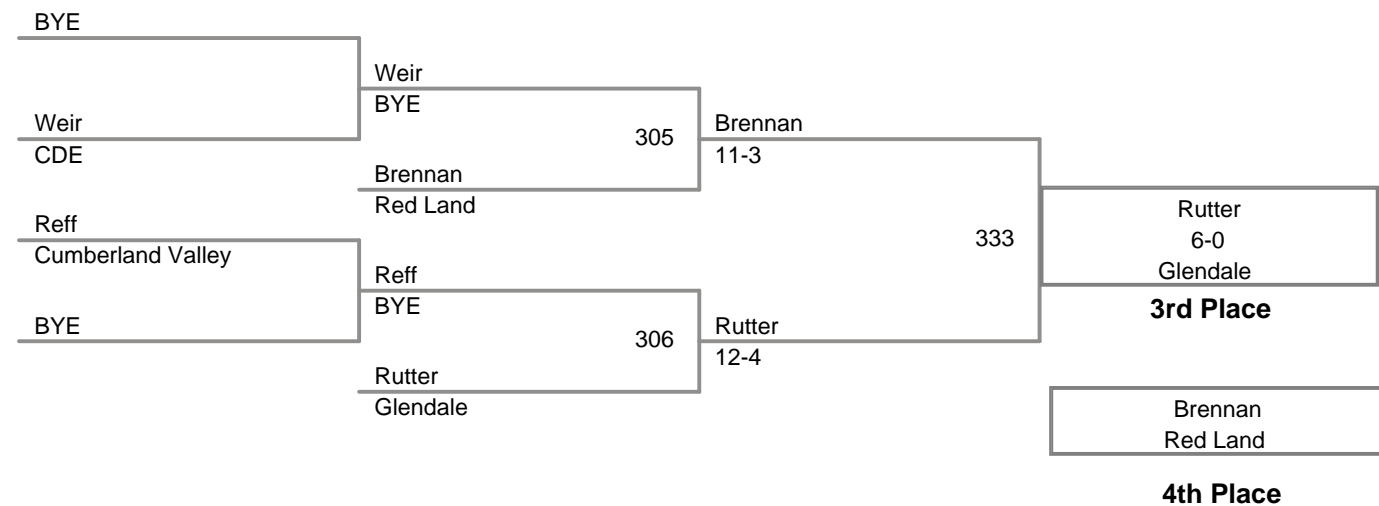 BYE
Weir
BYE
Weir
CDE
305
Brennan
11-3
Brennan
Red Land
Reff
Cumberland Valley
333
Rutter
6-0
Glendale
3rd Place
Reff
BYE
BYE
306
Rutter
12-4
Rutter
Glendale
Brennan
Red Land
4th Place